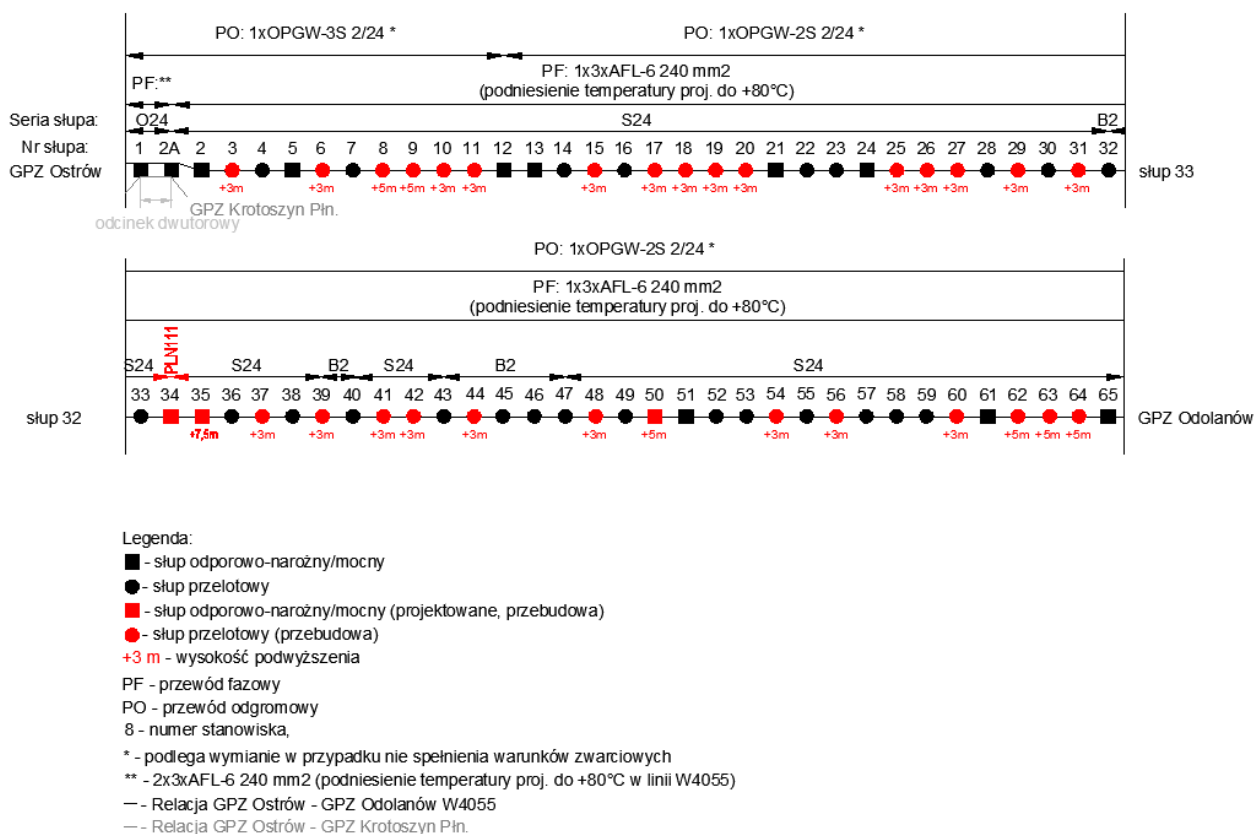 PO: 1xOPGW-3S 2/24 * PO: 1xOPGW-2S 2/24 *
PF:** PF: 1x3xAFL-6 240 mm2
(podniesienie temperatury proj. do +80°C)
Seria słupa: O24 S24 B2
Nr słupa: 1 2A 2 3 4 5 6 7 8 9 10 11 12 13 14 15 16 17 18 19 20 21 22 23 24 25 26 27 28 29 30 31 32
GPZ Ostrów słup 33
+3m +3m +5m +5m +3m +3m +3m +3m +3m +3m +3m +3m +3m +3m +3m +3m
GPZ Krotoszyn Płn.
odcinek dwutorowy
PO: 1xOPGW-2S 2/24 *
PF: 1x3xAFL-6 240 mm2
(podniesienie temperatury proj. do +80°C)
S24 PLN111 S24 B2 S24 B2 S24
33 34 35 36 37 38 39 40 41 42 43 44 45 46 47 48 49 50 51 52 53 54 55 56 57 58 59 60 61 62 63 64 65
słup 32 GPZ Odolanów
+7,5m +3m +3m +3m +3m +3m +3m +5m +3m +3m +3m +5m +5m +5m
Legenda:
- słup odporowo-narożny/mocny
- słup przelotowy
- słup odporowo-narożny/mocny (projektowane, przebudowa)
- słup przelotowy (przebudowa)
+3 m - wysokość podwyższenia
PF - przewód fazowy
PO - przewód odgromowy
8 - numer stanowiska,
* - podlega wymianie w przypadku nie spełnienia warunków zwarciowych
** - 2x3xAFL-6 240 mm2 (podniesienie temperatury proj. do +80°C w linii W4055)
— - Relacja GPZ Ostrów - GPZ Odolanów W4055
— - Relacja GPZ Ostrów - GPZ Krotoszyn Płn.